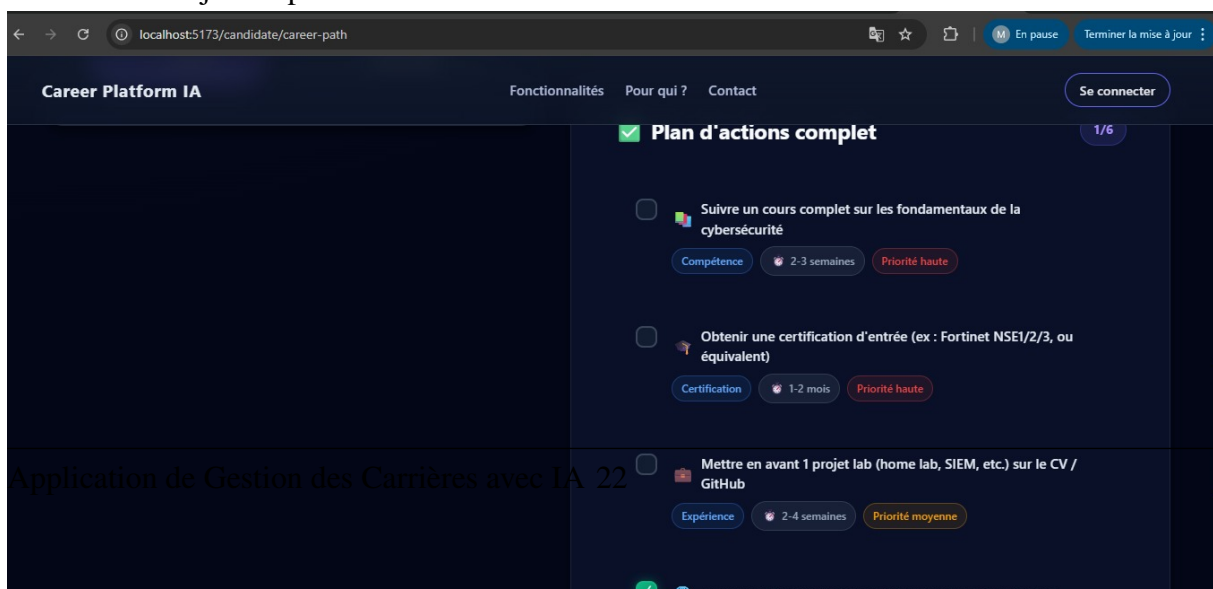 localhost:5173/candidate/career-path
M En pause
Terminer la mise à jour
Career Platform IA
Fonctionnalités
Pour qui ?
Contact
Se connecter
Plan d'actions complet
1/6
Suivre un cours complet sur les fondamentaux de la
cybersécurité
Compétence
2-3 semaines
Priorité haute
Obtenir une certification d'entrée (ex : Fortinet NSE1/2/3, ou
équivalent)
Certification
1-2 mois
Priorité haute
Mettre en avant 1 projet lab (home lab, SIEM, etc.) sur le CV /
GitHub
Expérience
2-4 semaines
Priorité moyenne
Application de Gestion des Carrières avec IA 22